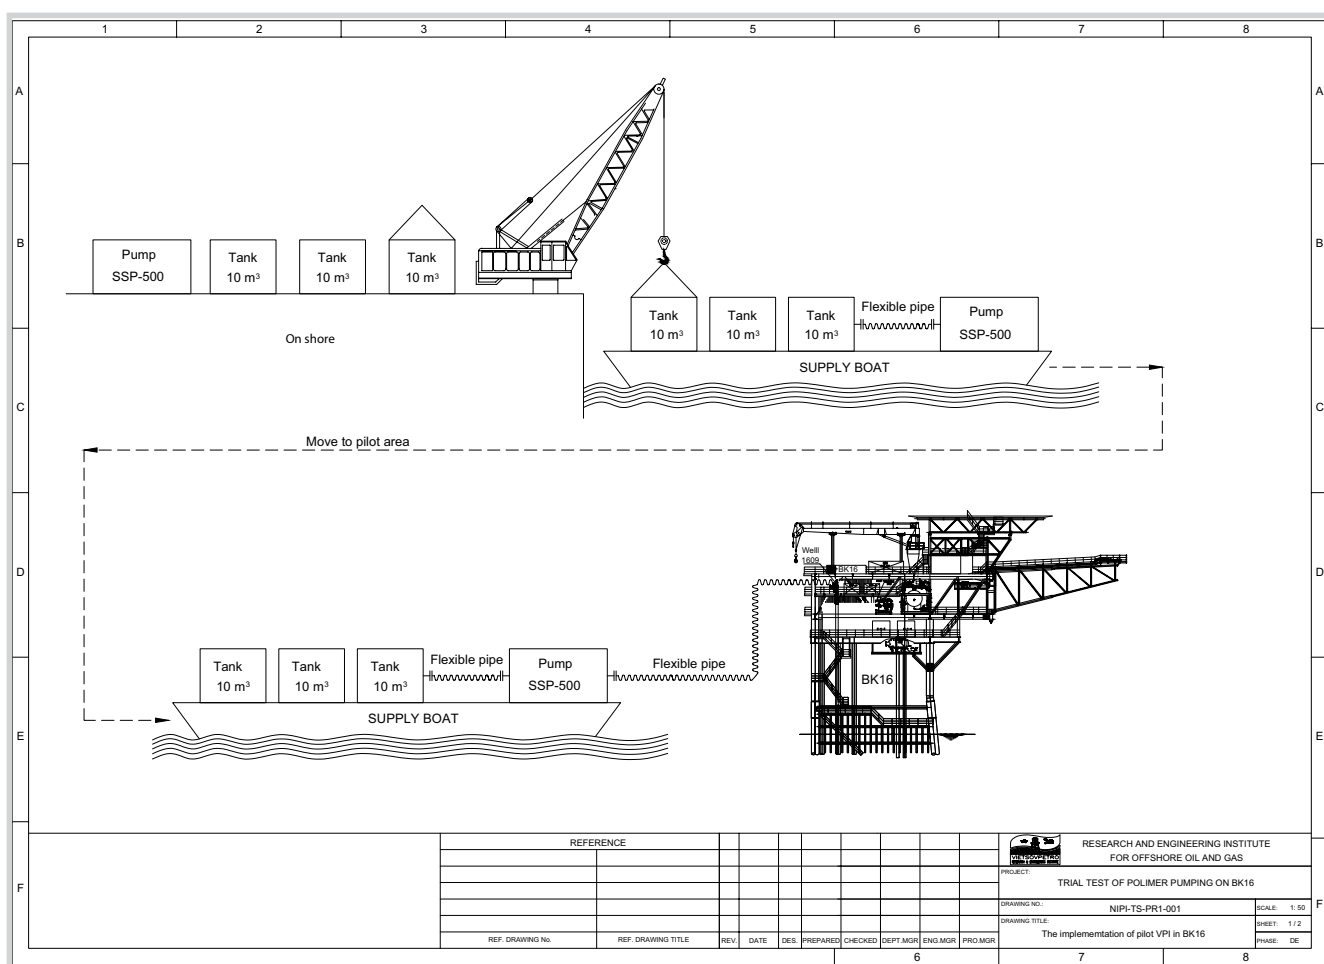 1 2 3 4 5 6 7 8
A A
B B
C C
D D
E E
F F
Pump
SSP-500
Tank
10 m³
Tank
10 m³
Tank
10 m³
On shore
Tank
10 m³
Tank
10 m³
Tank
10 m³
Flexible pipe
Pump
SSP-500
SUPPLY BOAT
Move to pilot area
Welll
1609
BK16
BK16
Tank
10 m³
Tank
10 m³
Tank
10 m³
Flexible pipe
Pump
SSP-500
Flexible pipe
SUPPLY BOAT
REFERENCE
REF. DRAWING No. REF. DRAWING TITLE REV. DATE DES. PREPARED CHECKED DEPT.MGR ENG.MGR PRO.MGR
VIETSOVPETRO
RESEARCH AND ENGINEERING INSTITUTE
FOR OFFSHORE OIL AND GAS
PROJECT:
TRIAL TEST OF POLIMER PUMPING ON BK16
DRAWING NO.:
NIPI-TS-PR1-001
SCALE: 1: 50
DRAWING TITLE:
The implememtation of pilot VPI in BK16
SHEET: 1 / 2
PHASE: DE
6 7 8